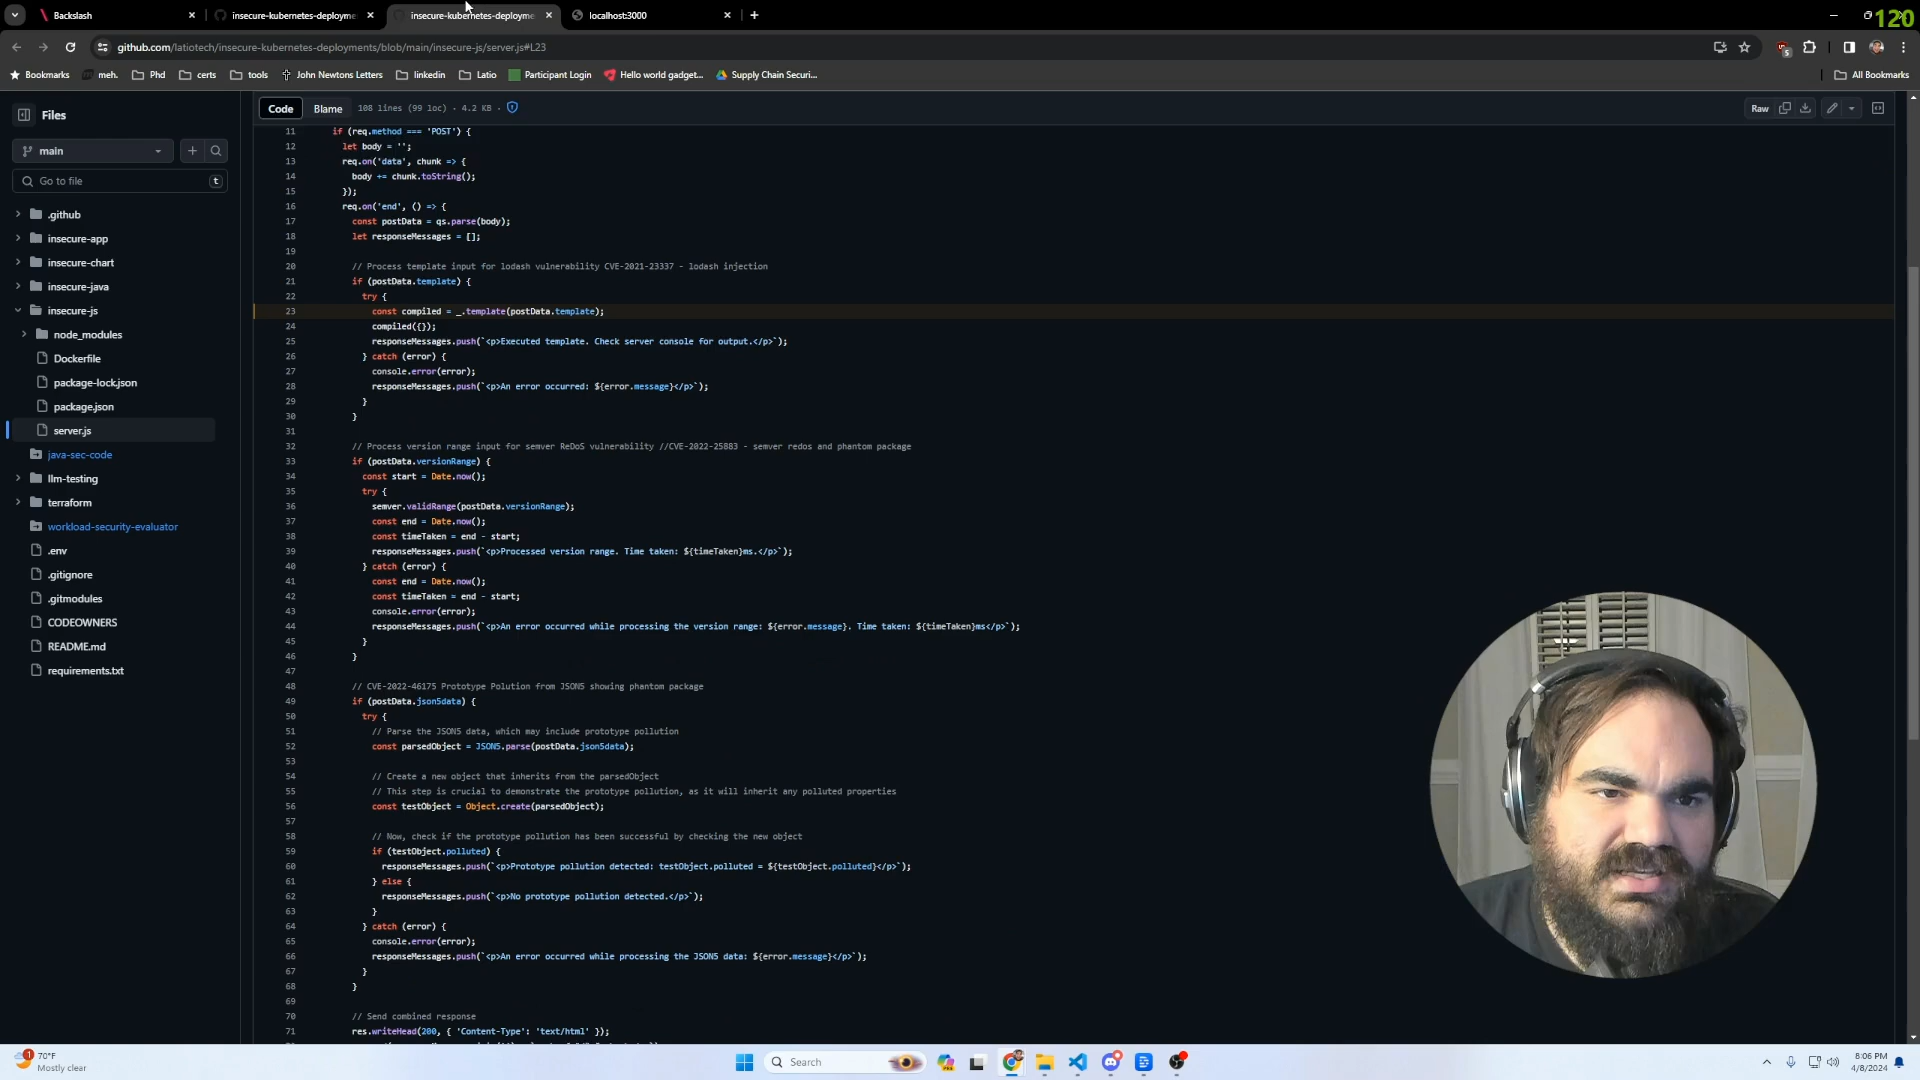 Backslash
insecure-kubernetes-deployme
insecure-kubernetes-deployme
localhost:3000
120
github.com/latiotech/insecure-kubernetes-deployments/blob/main/insecure-js/server.js#L23
Bookmarks
meh.
Phd
certs
tools
John Newtons Letters
linkedin
Latio
Participant Login
Hello world gadget...
Supply Chain Securi...
All Bookmarks
Files
main
Go to file
t
.github
insecure-app
insecure-chart
insecure-java
insecure-js
node_modules
Dockerfile
package-lock.json
package.json
server.js
java-sec-code
llm-testing
terraform
workload-security-evaluator
.env
.gitignore
.gitmodules
CODEOWNERS
README.md
requirements.txt
Code
Blame
108 lines (99 loc) · 4.2 KB
Raw
11 if (req.method === 'POST') {
12 let body = '';
13 req.on('data', chunk => {
14 body += chunk.toString();
15 });
16 req.on('end', () => {
17 const postData = qs.parse(body);
18 let responseMessages = [];
19
20 // Process template input for lodash vulnerability CVE-2021-23337 - lodash injection
21 if (postData.template) {
22 try {
23 const compiled = _.template(postData.template);
24 compiled({});
25 responseMessages.push(`<p>Executed template. Check server console for output.</p>`);
26 } catch (error) {
27 console.error(error);
28 responseMessages.push(`<p>An error occurred: ${error.message}</p>`);
29 }
30 }
31
32 // Process version range input for semver ReDoS vulnerability //CVE-2022-25883 - semver redos and phantom package
33 if (postData.versionRange) {
34 const start = Date.now();
35 try {
36 semver.validRange(postData.versionRange);
37 const end = Date.now();
38 const timeTaken = end - start;
39 responseMessages.push(`<p>Processed version range. Time taken: ${timeTaken}ms.</p>`);
40 } catch (error) {
41 const end = Date.now();
42 const timeTaken = end - start;
43 console.error(error);
44 responseMessages.push(`<p>An error occurred while processing the version range: ${error.message}. Time taken: ${timeTaken}ms</p>`);
45 }
46 }
47
48 // CVE-2022-46175 Prototype Polution from JSON5 showing phantom package
49 if (postData.json5data) {
50 try {
51 // Parse the JSON5 data, which may include prototype pollution
52 const parsedObject = JSON5.parse(postData.json5data);
53
54 // Create a new object that inherits from the parsedObject
55 // This step is crucial to demonstrate the prototype pollution, as it will inherit any polluted properties
56 const testObject = Object.create(parsedObject);
57
58 // Now, check if the prototype pollution has been successful by checking the new object
59 if (testObject.polluted) {
60 responseMessages.push(`<p>Prototype pollution detected: testObject.polluted = ${testObject.polluted}</p>`);
61 } else {
62 responseMessages.push(`<p>No prototype pollution detected.</p>`);
63 }
64 } catch (error) {
65 console.error(error);
66 responseMessages.push(`<p>An error occurred while processing the JSON5 data: ${error.message}</p>`);
67 }
68 }
69
70 // Send combined response
71 res.writeHead(200, { 'Content-Type': 'text/html' });
70°F
Mostly clear
Search
8:06 PM
4/8/2024